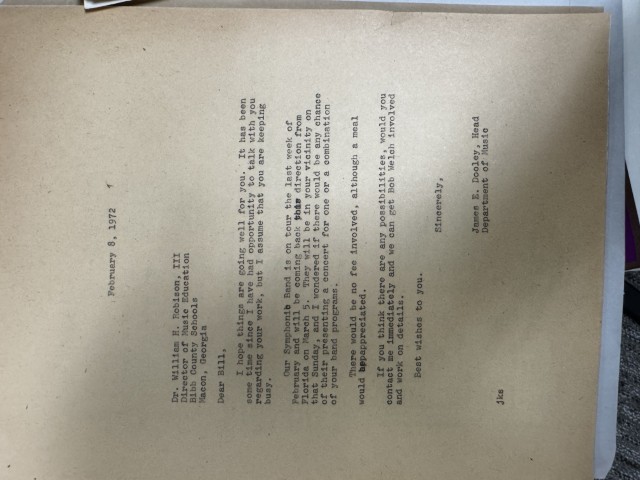 February 8, 1972
Dr. William H. Robison, III
Director of Music Education
Bibb County Schools
Macon, Georgia
Dear Bill,
I hope things are going well for you. It has been
some time since I have had opportunity to talk with you
regarding your work, but I assume that you are keeping
busy.
Our Symphonic Band is on tour the last week of
February and will be coming back this direction from
Florida on March 5. They will be in your vicinity on
that Sunday, and I wondered if there would be any chance
of their presenting a concert for one or a combination
of your band programs.
There would be no fee involved, although a meal
would appreciated.
If you think there are any possibilities, would you
contact me immediately and we can get Bob Welch involved
and work on details.
Best wishes to you.
Sincerely,
James E. Dooley, Head
Department of Music
jks